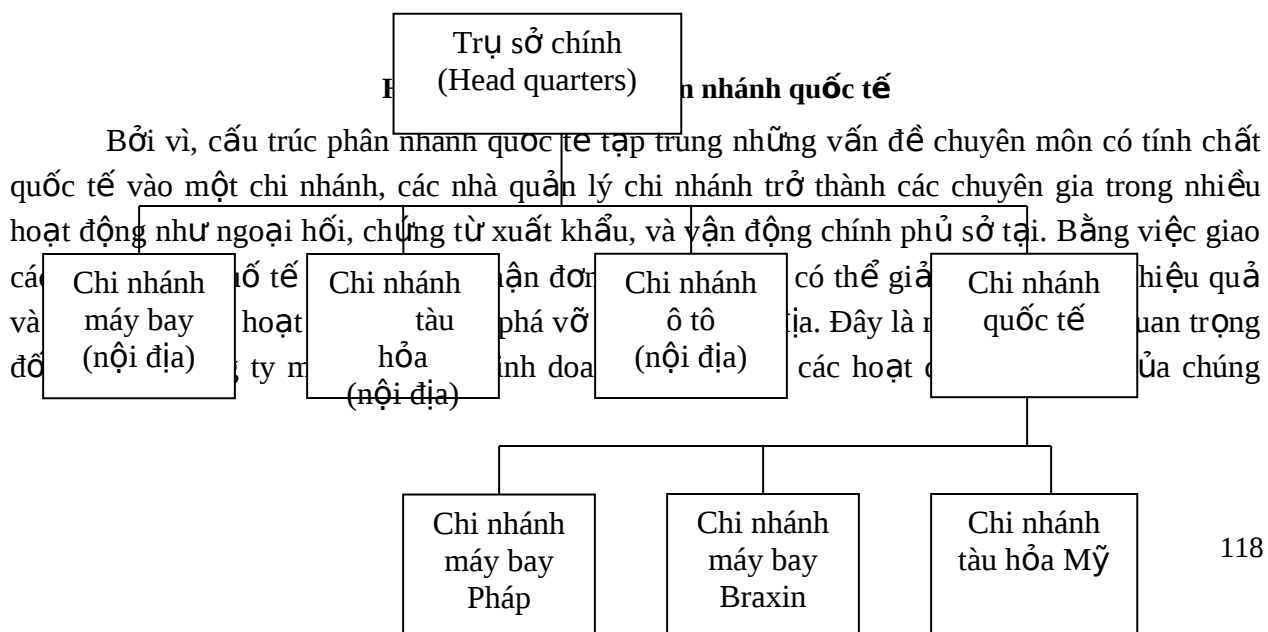 Trụ sở chính
(Head quarters)
nhánh quốc tế
Bởi vì, cấu trúc phân nhánh quốc tế tập trung những vấn đề chuyên môn có tính chất
quốc tế vào một chi nhánh, các nhà quản lý chi nhánh trở thành các chuyên gia trong nhiều
hoạt động như ngoại hối, chứng từ xuất khẩu, và vận động chính phủ sở tại. Bằng việc giao
tế có thể hiệu quả
và hoạt phá vỡ Đây là trọng
ty các hoạt của chúng
Chi nhánh
máy bay
(nội địa)
Chi nhánh
tàu
hỏa
(nội địa)
Chi nhánh
ô tô
(nội địa)
Chi nhánh
quốc tế
Chi nhánh
máy bay
Pháp
Chi nhánh
máy bay
Braxin
Chi nhánh
tàu hỏa Mỹ
118